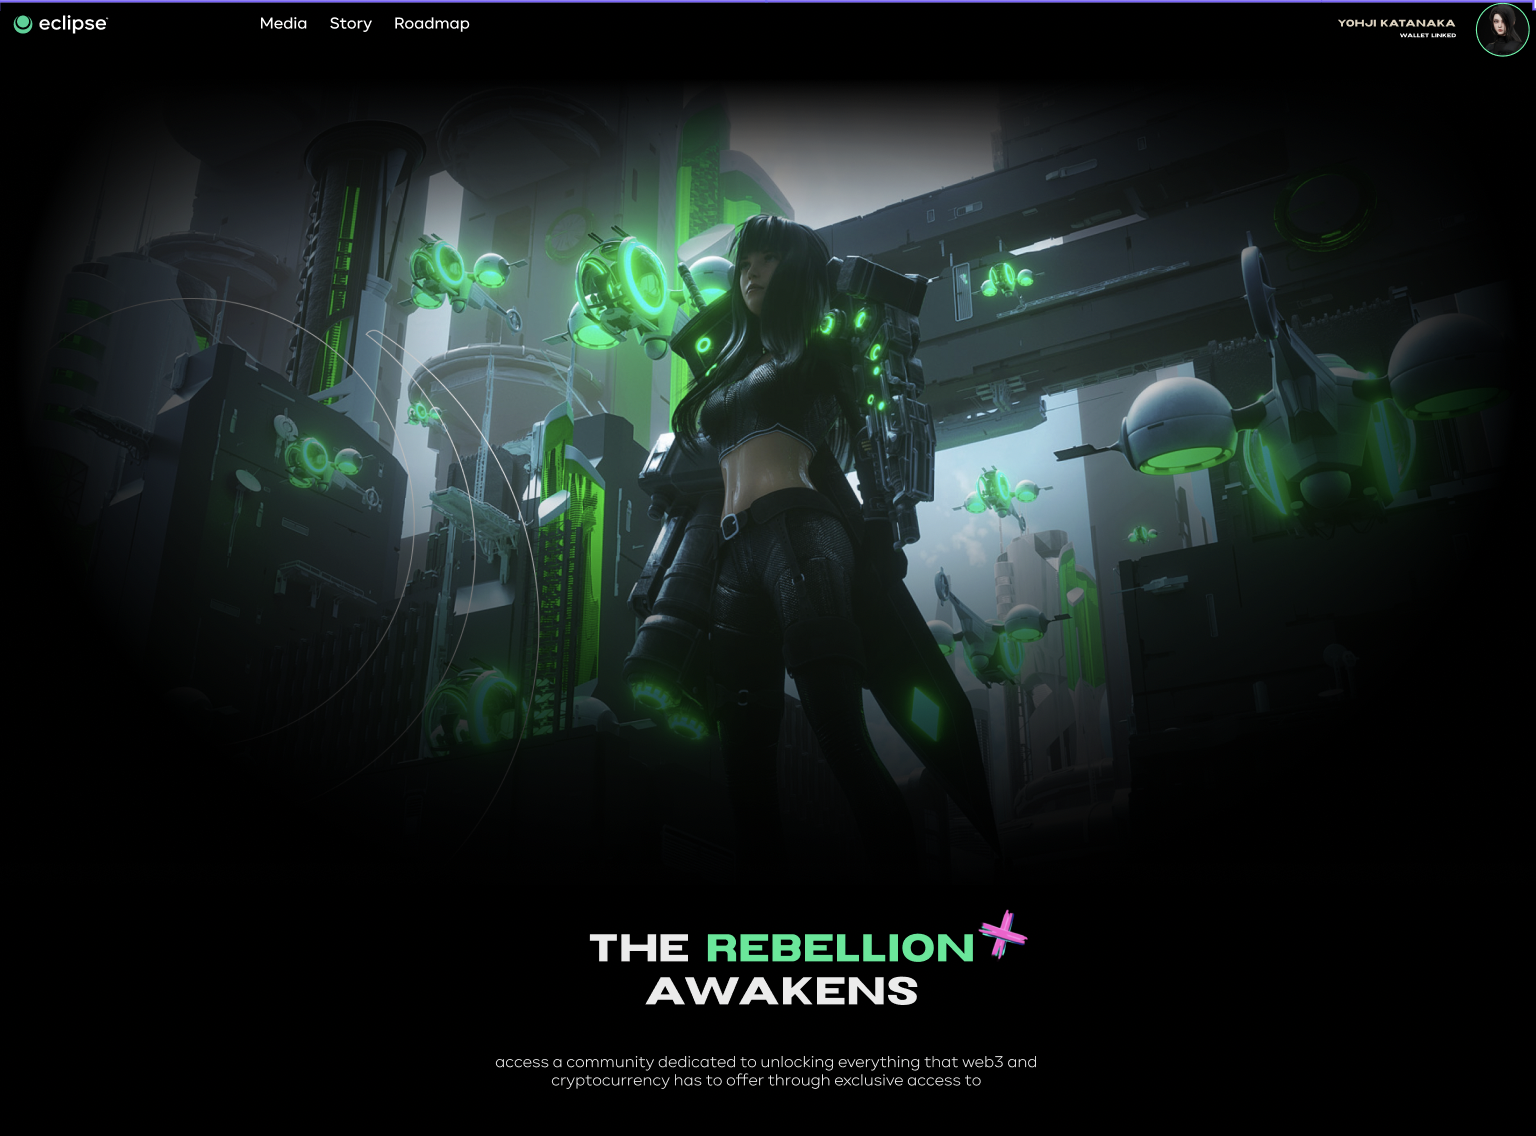 eclipse
Media Story Roadmap
YOHJI KATANAKA
WALLET LINKED
THE REBELLION
AWAKENS
access a community dedicated to unlocking everything that web3 and
cryptocurrency has to offer through exclusive access to